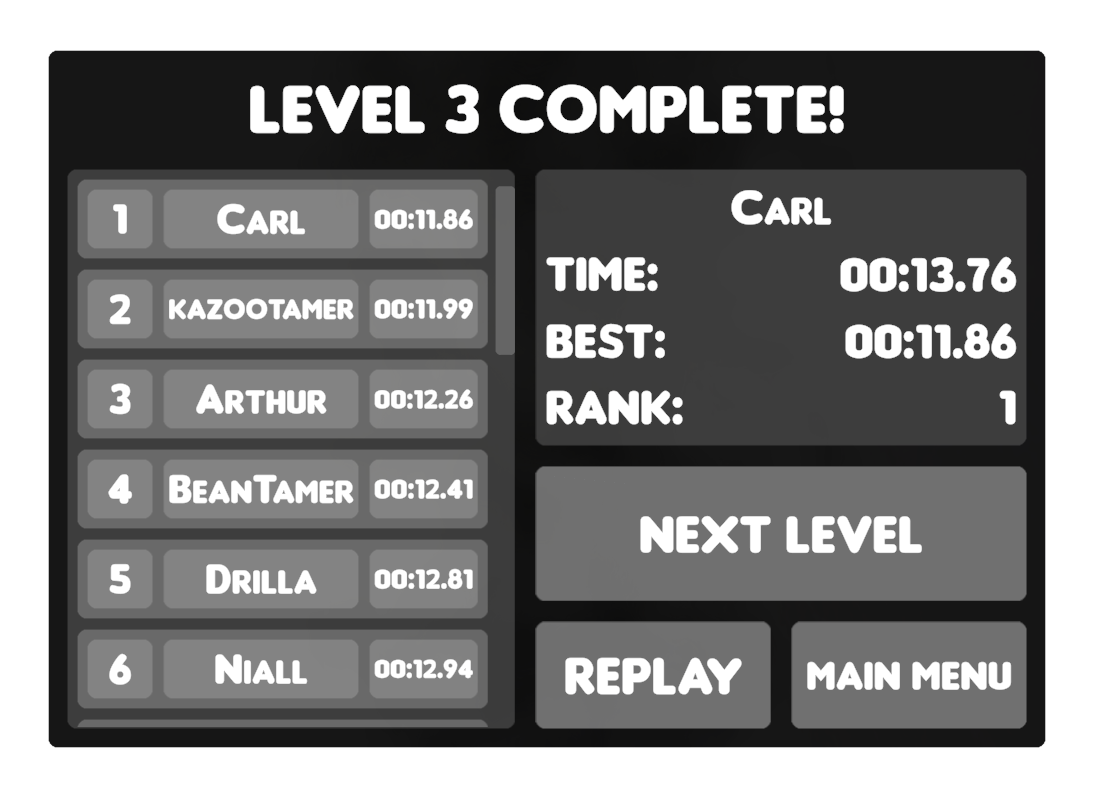 LEVEL 3 COMPLETE!
1 CARL 00:11.86
2 KAZOOTAMER 00:11.99
3 ARTHUR 00:12.26
4 BEANTAMER 00:12.41
5 DRILLA 00:12.81
6 NIALL 00:12.94
CARL
TIME: 00:13.76
BEST: 00:11.86
RANK: 1
NEXT LEVEL
REPLAY
MAIN MENU